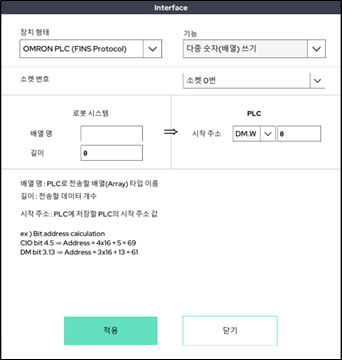 Interface
장치 형태
기능
OMRON PLC (FINS Protocol)
다중 숫자(배열) 쓰기
소켓 번호
소켓 0번
로봇 시스템
PLC
배열 명
⇒
시작 주소
DM.W
0
길이
0
배열 명 : PLC로 전송할 배열(Array) 타입 이름
길이 : 전송할 데이터 개수
시작 주소 : PLC에 저장할 PLC의 시작 주소 값
ex ) Bit address calculation
CIO bit 4.5 ⇒ Address = 4x16 + 5 = 69
DM bit 3.13 ⇒ Address = 3x16 + 13 = 61
적용
닫기